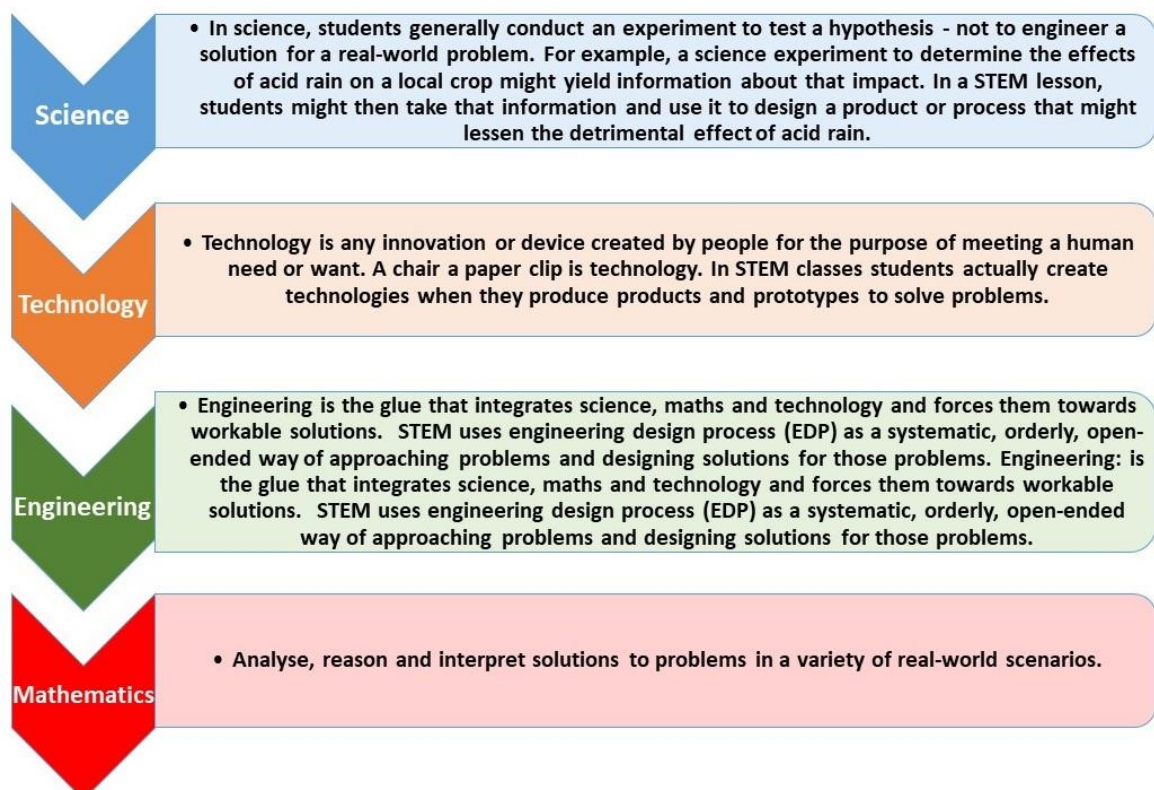 Science
• In science, students generally conduct an experiment to test a hypothesis - not to engineer a
solution for a real-world problem. For example, a science experiment to determine the effects
of acid rain on a local crop might yield information about that impact. In a STEM lesson,
students might then take that information and use it to design a product or process that might
lessen the detrimental effect of acid rain.
Technology
• Technology is any innovation or device created by people for the purpose of meeting a human
need or want. A chair a paper clip is technology. In STEM classes students actually create
technologies when they produce products and prototypes to solve problems.
Engineering
• Engineering is the glue that integrates science, maths and technology and forces them towards
workable solutions. STEM uses engineering design process (EDP) as a systematic, orderly, open-
ended way of approaching problems and designing solutions for those problems. Engineering: is
the glue that integrates science, maths and technology and forces them towards workable
solutions. STEM uses engineering design process (EDP) as a systematic, orderly, open-ended
way of approaching problems and designing solutions for those problems.
Mathematics
• Analyse, reason and interpret solutions to problems in a variety of real-world scenarios.